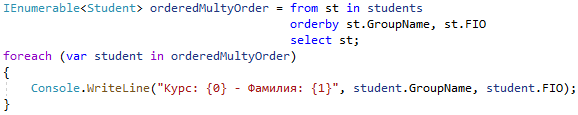 IEnumerable<Student> orderedMultyOrder = from st in students
orderby st.GroupName, st.FIO
select st;
foreach (var student in orderedMultyOrder)
{
Console.WriteLine("Курс: {0} - Фамилия: {1}", student.GroupName, student.FIO);
}